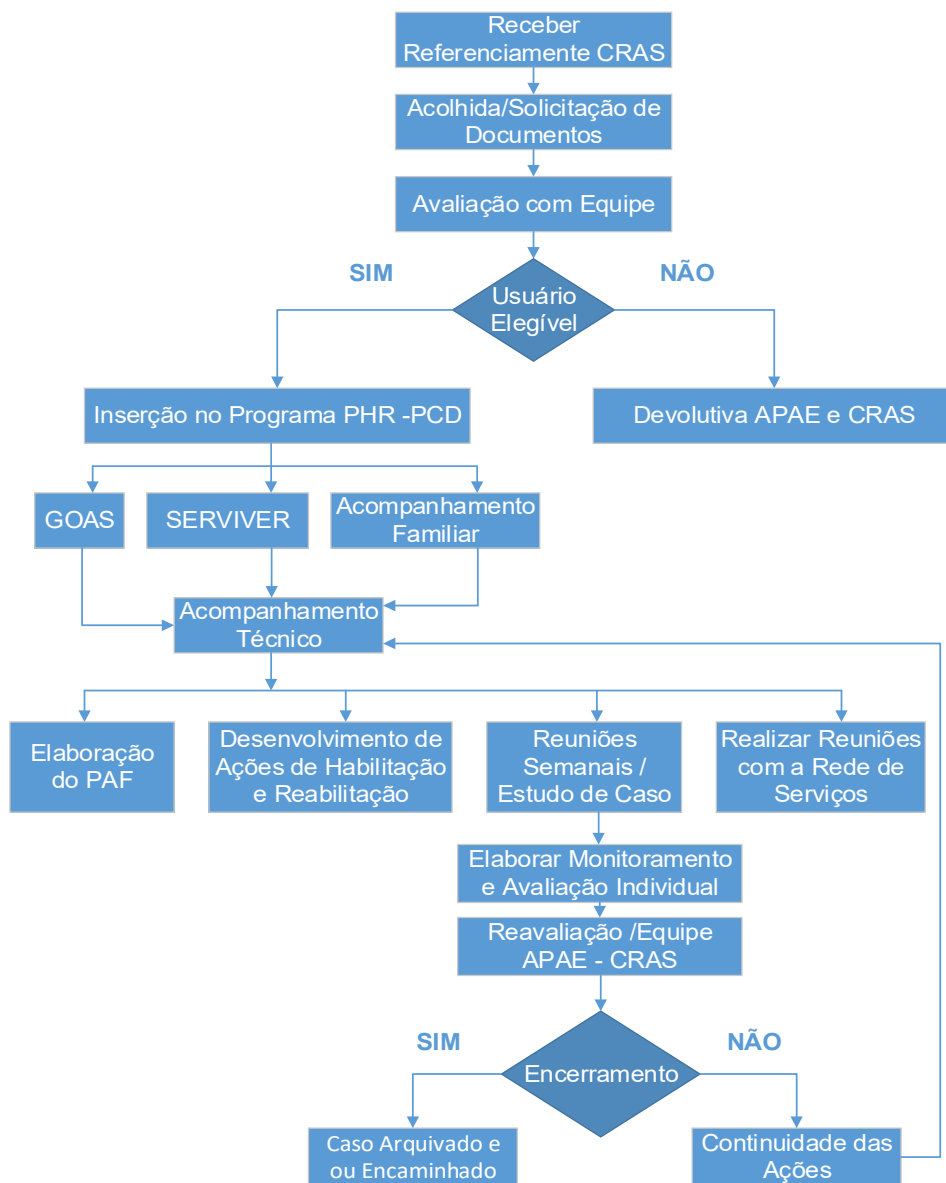 Receber
Referenciamente CRAS
Acolhida/Solicitação de
Documentos
Avaliação com Equipe
SIM
NÃO
Usuário
Elegível
Inserção no Programa PHR -PCD
Devolutiva APAE e CRAS
GOAS
SERVIVER
Acompanhamento
Familiar
Acompanhamento
Técnico
Elaboração
do PAF
Desenvolvimento de
Ações de Habilitação
e Reabilitação
Reuniões
Semanais /
Estudo de Caso
Realizar Reuniões
com a Rede de
Serviços
Elaborar Monitoramento
e Avaliação Individual
Reavaliação /Equipe
APAE - CRAS
SIM
NÃO
Encerramento
Caso Arquivado e
ou Encaminhado
Continuidade das
Ações